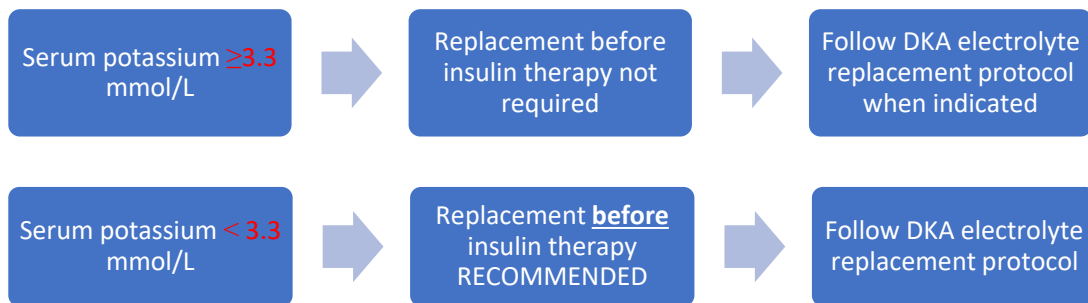 Serum potassium ≥3.3
mmol/L
Replacement before
insulin therapy not
required
Follow DKA electrolyte
replacement protocol
when indicated
Serum potassium < 3.3
mmol/L
Replacement before
insulin therapy
RECOMMENDED
Follow DKA electrolyte
replacement protocol